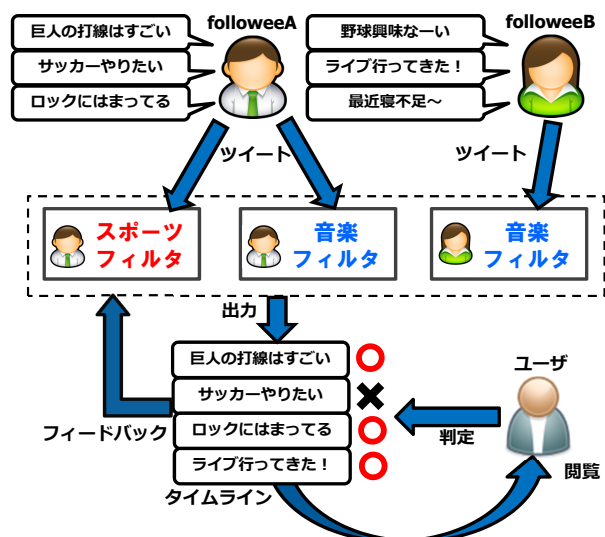 followeeA
followeeB
巨人の打線はすごい
サッカーやりたい
ロックにはまってる
野球興味なーい
ライブ行ってきた！
最近寝不足～
ツイート
ツイート
スポーツ
フィルタ
音楽
フィルタ
音楽
フィルタ
出力
巨人の打線はすごい
サッカーやりたい
ロックにはまってる
ライブ行ってきた！
タイムライン
フィードバック
ユーザ
判定
閲覧